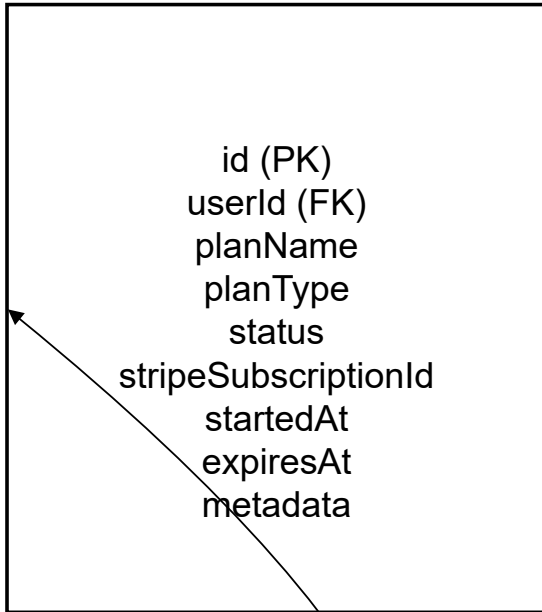 id (PK)
userId (FK)
planName
planType
status
stripeSubscriptionId
startedAt
expiresAt
metadata